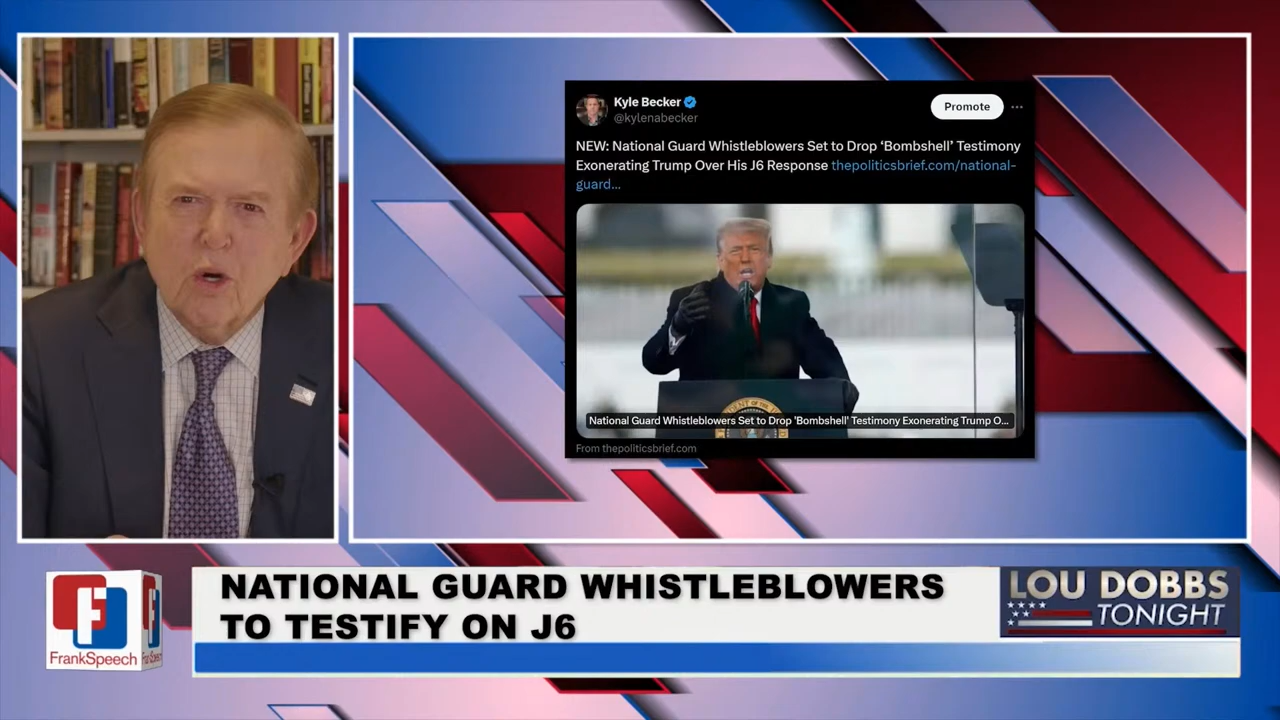 Kyle Becker
@kylenabecker
Promote
NEW: National Guard Whistleblowers Set to Drop ‘Bombshell’ Testimony
Exonerating Trump Over His J6 Response thepoliticsbrief.com/national-
guard...
National Guard Whistleblowers Set to Drop 'Bombshell' Testimony Exonerating Trump O...
From thepoliticsbrief.com
NATIONAL GUARD WHISTLEBLOWERS
TO TESTIFY ON J6
LOU DOBBS
TONIGHT
F
FrankSpeech